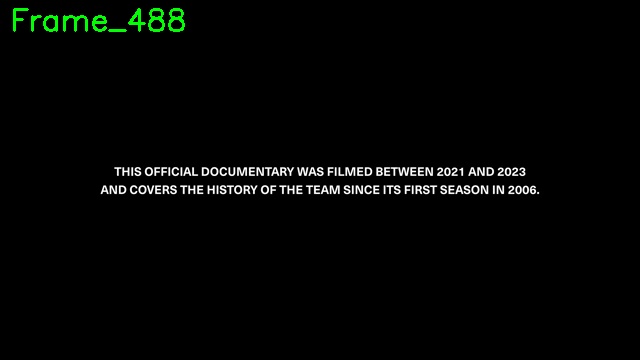 Frame_488
THIS OFFICIAL DOCUMENTARY WAS FILMED BETWEEN 2021 AND 2023
AND COVERS THE HISTORY OF THE TEAM SINCE ITS FIRST SEASON IN 2006.